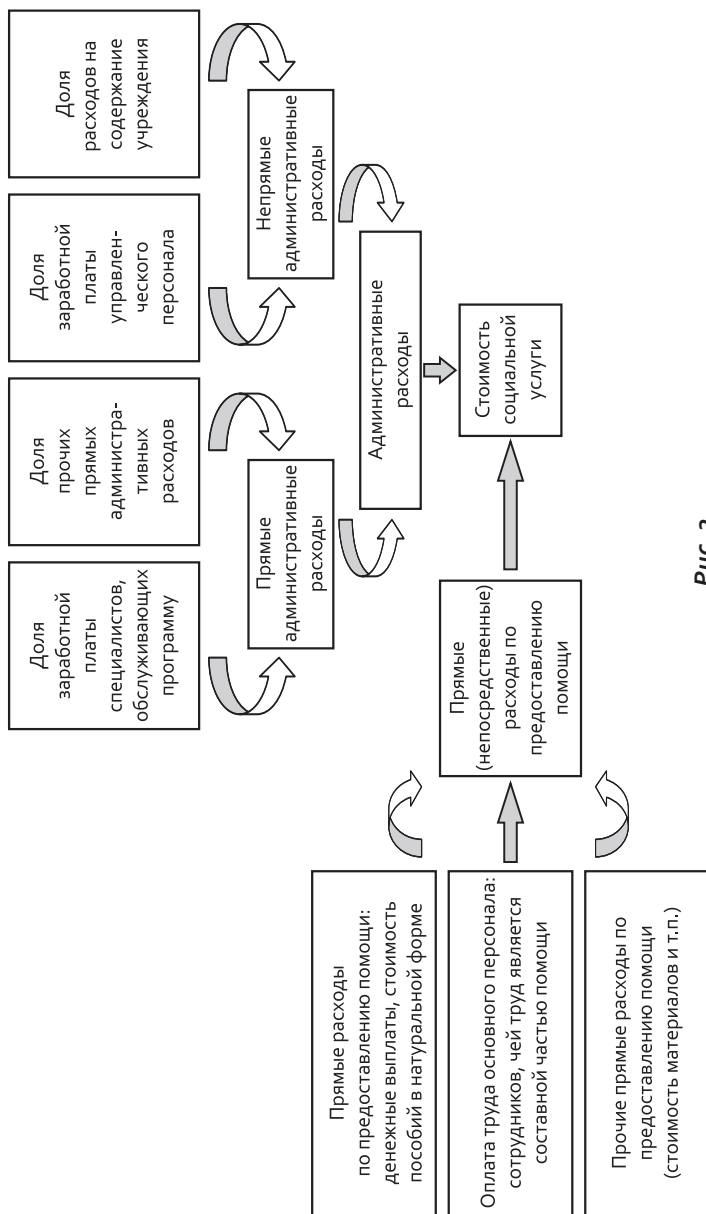 Доля
заработной
платы
специалистов,
обслуживающих
программу
Доля
прочих
прямых
администра-
тивных
расходов
Доля
заработной
платы
управлен-
ческого
персонала
Доля
расходов на
содержание
учреждения
Прямые
административные
расходы
Непрямые
административные
расходы
Административные
расходы
Прямые расходы
по предоставлению помощи:
денежные выплаты, стоимость
пособий в натуральной форме
Оплата труда основного персонала:
сотрудников, чей труд является
составной частью помощи
Прочие прямые расходы по
предоставлению помощи
(стоимость материалов и т.п.)
Прямые
(непосредственные)
расходы по
предоставлению
помощи
Стоимость
социальной
услуги
Рис. 2